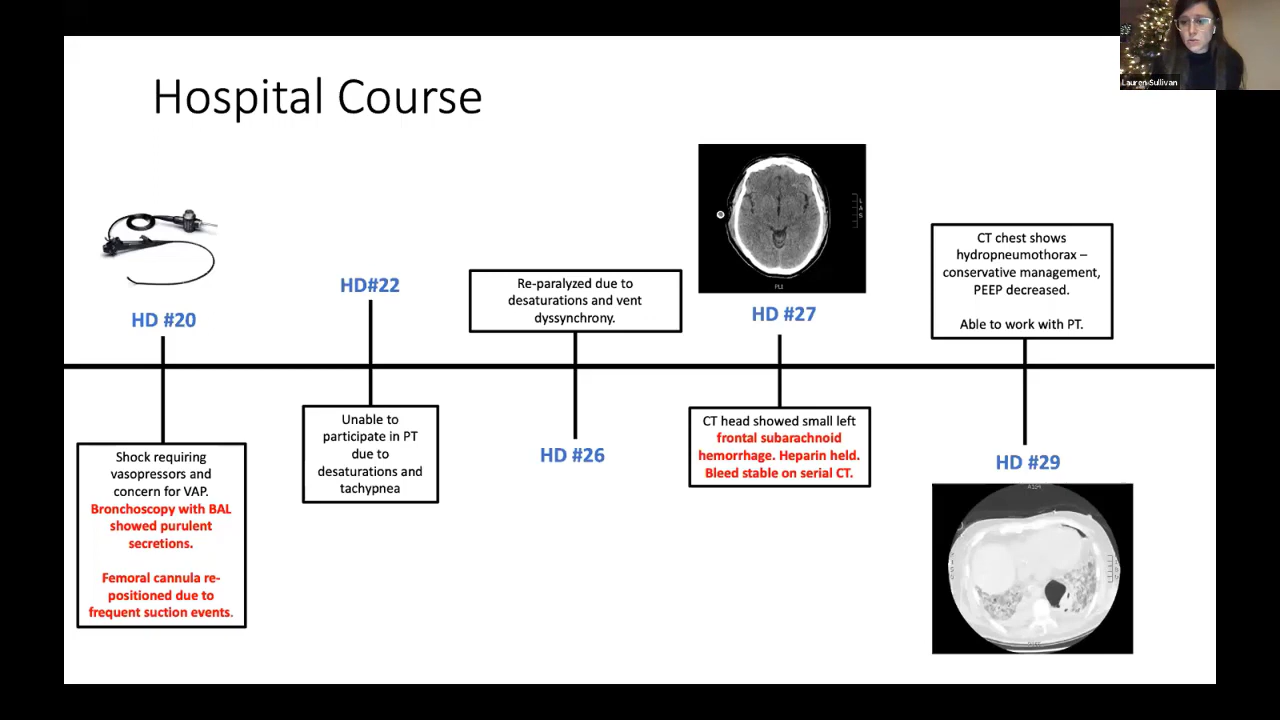 Lauren Sullivan
Hospital Course
HD #20
Shock requiring
vasopressors and
concern for VAP.
Bronchoscopy with BAL
showed purulent
secretions.
Femoral cannula re-
positioned due to
frequent suction events.
HD#22
Unable to
participate in PT
due to
desaturations and
tachypnea
Re-paralyzed due to
desaturations and vent
dyssynchrony.
HD #26
HD #27
CT head showed small left
frontal subarachnoid
hemorrhage. Heparin held.
Bleed stable on serial CT.
CT chest shows
hydropneumothorax –
conservative management,
PEEP decreased.
Able to work with PT.
HD #29